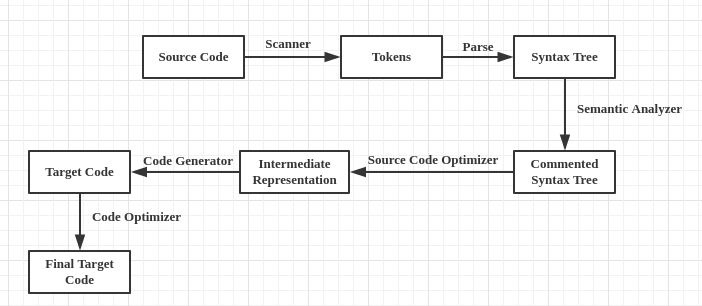 Source Code
Scanner
Tokens
Parse
Syntax Tree
Semantic Analyzer
Commented
Syntax Tree
Source Code Optimizer
Intermediate
Representation
Code Generator
Target Code
Code Optimizer
Final Target
Code